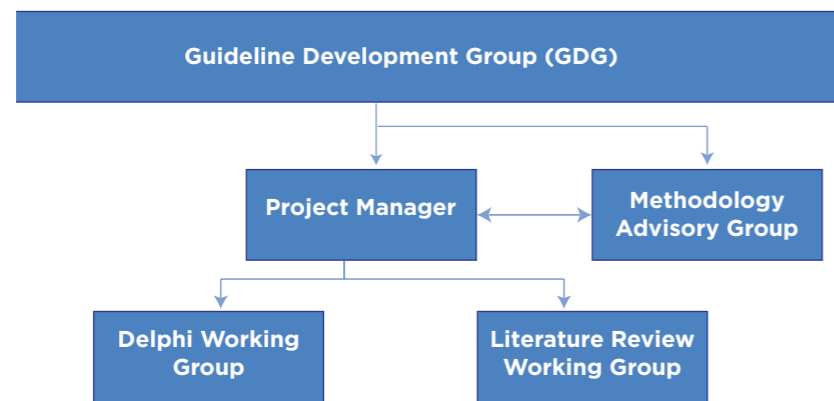 Guideline Development Group (GDG)
Project Manager
Methodology
Advisory Group
Delphi Working
Group
Literature Review
Working Group